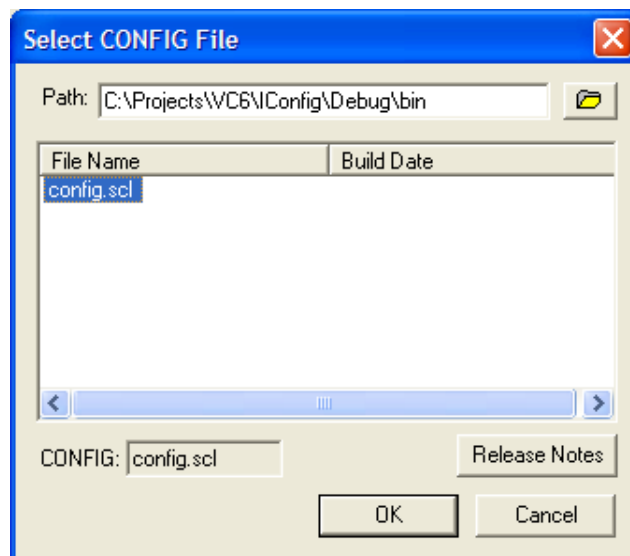 Select CONFIG File
Path: C:\Projects\VC6\IConfig\Debug\bin
File Name Build Date
config.scl
CONFIG: config.scl Release Notes
OK Cancel